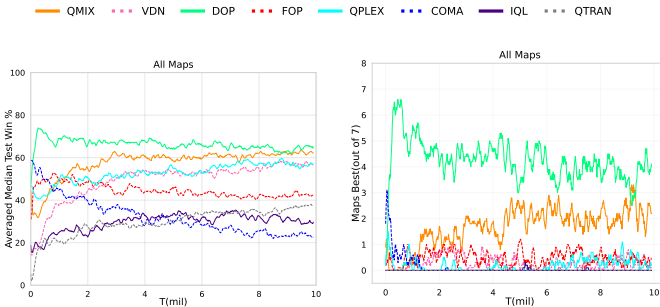 QMIX VDN DOP FOP QPLEX COMA IQL QTRAN
All Maps
Averaged Median Test Win %
100
80
60
40
20
0
0 2 4 6 8 10
T(mil)
All Maps
Maps Best(out of 7)
8
7
6
5
4
3
2
1
0
0 2 4 6 8 10
T(mil)